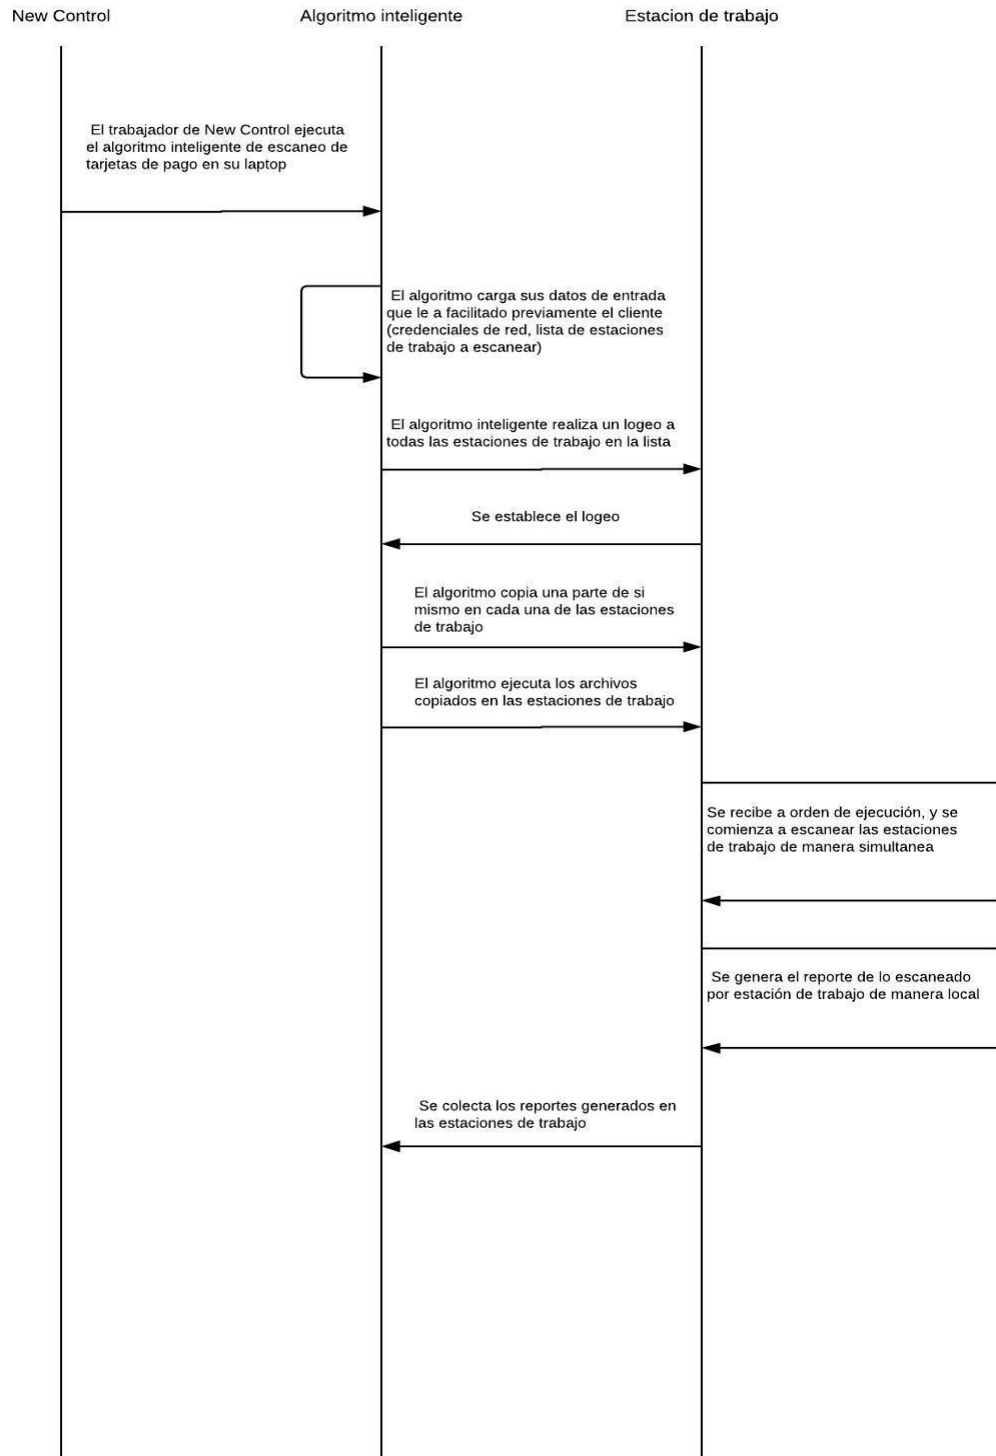 New Control
Algoritmo inteligente
Estacion de trabajo
El trabajador de New Control ejecuta
el algoritmo inteligente de escaneo de
tarjetas de pago en su laptop
El algoritmo carga sus datos de entrada
que le a facilitado previamente el cliente
(credenciales de red, lista de estaciones
de trabajo a escanear)
El algoritmo inteligente realiza un logeo a
todas las estaciones de trabajo en la lista
Se establece el logeo
El algoritmo copia una parte de si
mismo en cada una de las estaciones
de trabajo
El algoritmo ejecuta los archivos
copiados en las estaciones de trabajo
Se recibe a orden de ejecución, y se
comienza a escanear las estaciones
de trabajo de manera simultanea
Se genera el reporte de lo escaneado
por estación de trabajo de manera local
Se colecta los reportes generados en
las estaciones de trabajo